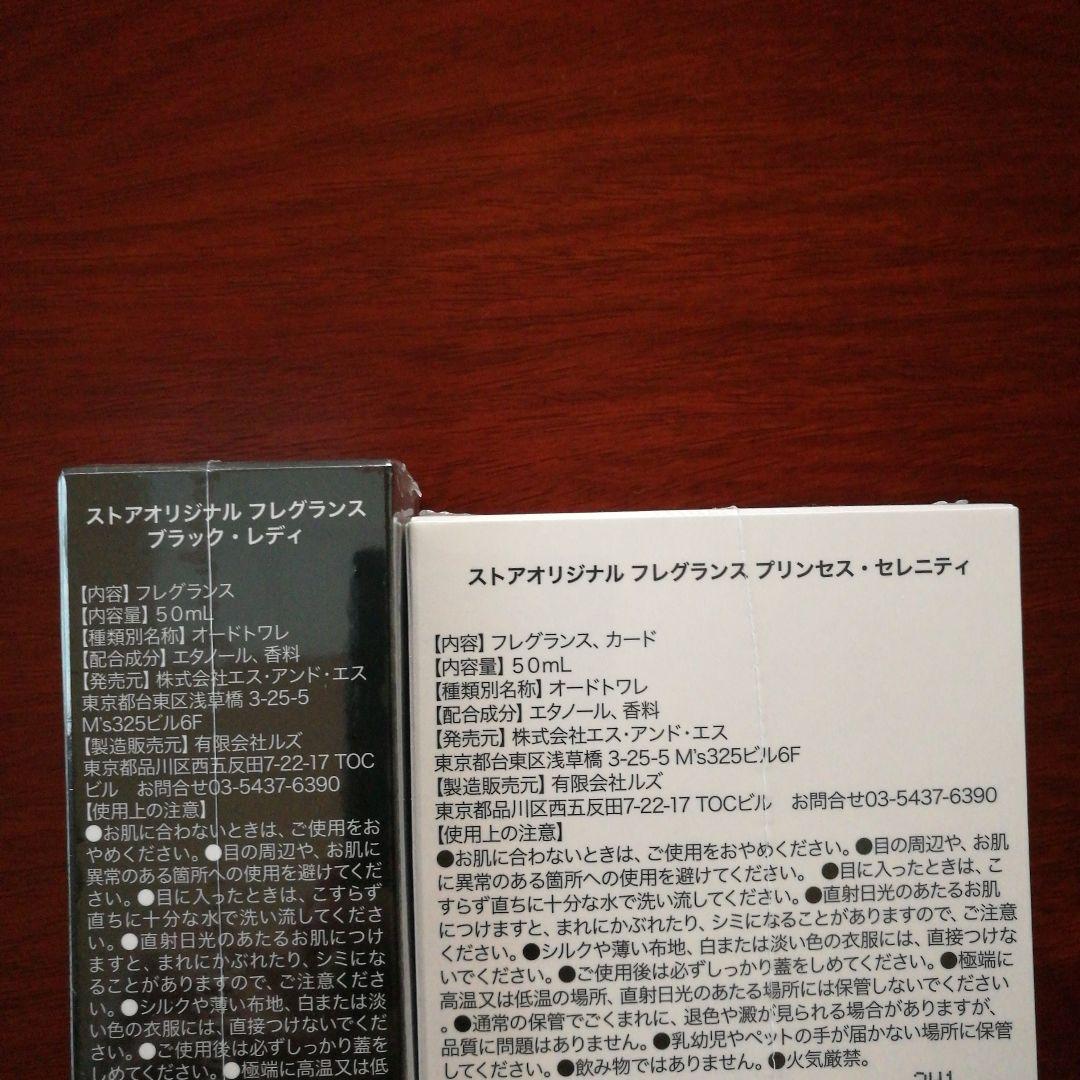 ストアオリジナル フレグランス
ブラック・レディ
【内容】フレグランス
【内容量】50mL
【種類別名称】オードトワレ
【配合成分】エタノール、香料
【発売元】株式会社エス・アンド・エス
東京都台東区浅草橋 3-25-5
M's325ビル6F
【製造販売元】有限会社ルズ
東京都品川区西五反田7-22-17 TOC
ビル　お問合せ03-5437-6390
【使用上の注意】
●お肌に合わないときは、ご使用をお
やめください。●目の周辺や、お肌に
異常のある箇所への使用を避けてくだ
さい。●目に入ったときは、こすらず
直ちに十分な水で洗い流してくださ
い。●直射日光のあたるお肌につけ
ますと、まれにかぶれたり、シミにな
ることがありますので、ご注意くださ
い。●シルクや薄い布地、白または淡
い色の衣服には、直接つけないでくだ
さい。●ご使用後は必ずしっかり蓋を
しめてください。●極端に高温又は低
ストアオリジナル フレグランス プリンセス・セレニティ
【内容】フレグランス、カード
【内容量】50mL
【種類別名称】オードトワレ
【配合成分】エタノール、香料
【発売元】株式会社エス・アンド・エス
東京都台東区浅草橋 3-25-5 M's325ビル6F
【製造販売元】有限会社ルズ
東京都品川区西五反田7-22-17 TOCビル　お問合せ03-5437-6390
【使用上の注意】
●お肌に合わないときは、ご使用をおやめください。●目の周辺や、お肌
に異常のある箇所への使用を避けてください。 ●目に入ったときは、こ
すらず直ちに十分な水で洗い流してください。●直射日光のあたるお肌
につけますと、まれにかぶれたり、シミになることがありますので、ご注意
ください。●シルクや薄い布地、白または淡い色の衣服には、直接つけな
いでください。●ご使用後は必ずしっかり蓋をしめてください。●極端に
高温又は低温の場所、直射日光のあたる場所には保管しないでください
。●通常の保管でごくまれに、退色や澱が見られる場合がありますが、
品質に問題はありません。●乳幼児やペットの手が届かない場所に保管
してください。●飲み物ではありません。●火気厳禁。